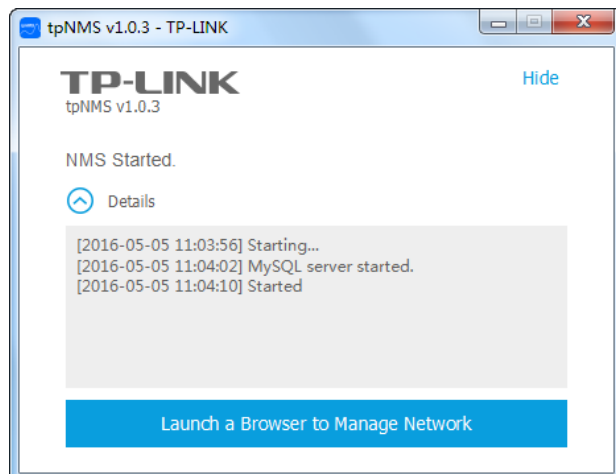 tpNMS v1.0.3 - TP-LINK
TP-LINK
Hide
tpNMS v1.0.3
NMS Started.
Details
[2016-05-05 11:03:56] Starting...
[2016-05-05 11:04:02] MySQL server started.
[2016-05-05 11:04:10] Started
Launch a Browser to Manage Network